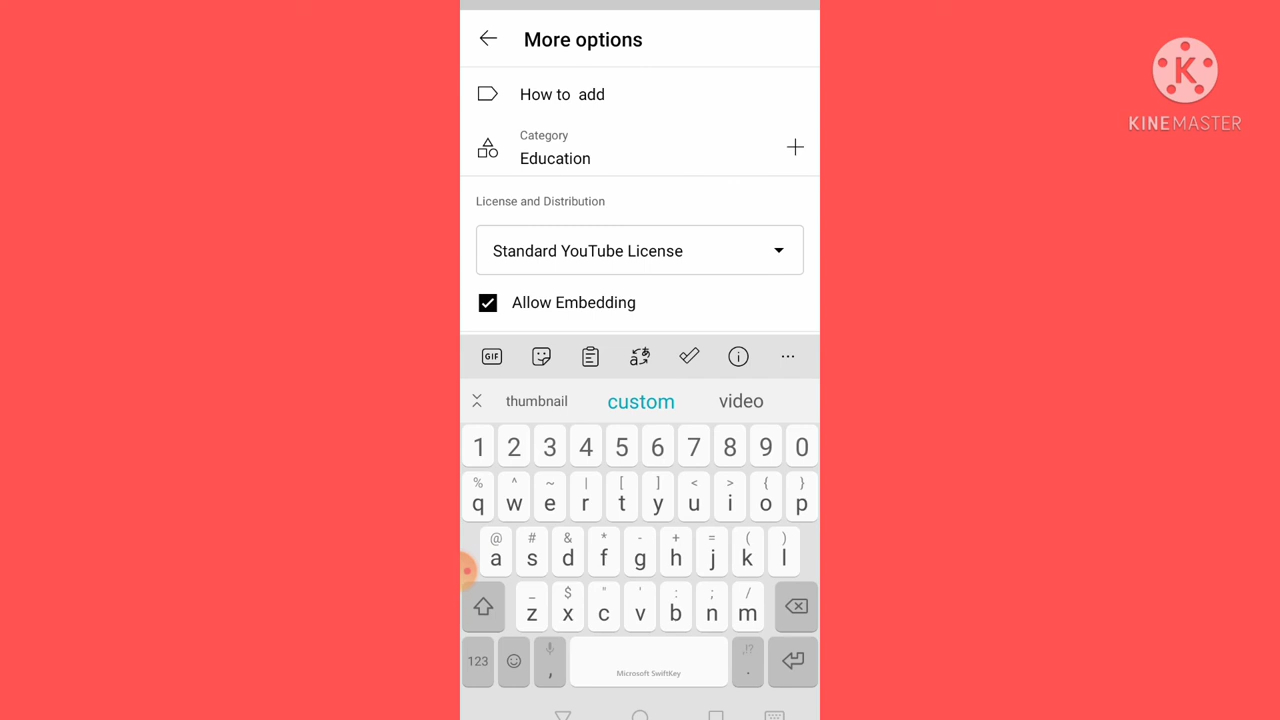 More options
How to  add
Category
Education
License and Distribution
Standard YouTube License
Allow Embedding
K
KINEMASTER
GIF
thumbnail custom video
1 2 3 4 5 6 7 8 9 0
% ^ ~ | [ ] < > { }
q w e r t y u i o p
@ # & * - + = ( )
a s d f g h j k l
_ $ " ' : ; /
z x c v b n m
123 , Microsoft SwiftKey ,!? .